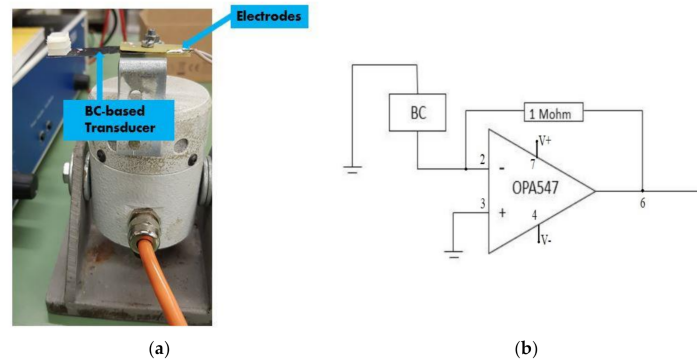 Electrodes
BC-based
Transducer
BC
1 Mohm
V+
2
-
7
OPA547
3
+
4
6
V-
(a)
(b)